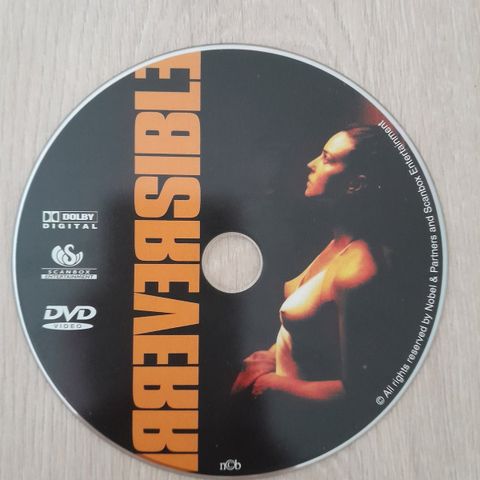 IRREVERSIBLE
DOLBY
DIGITAL
SCANBOX
ENTERTAINMENT
DVD
VIDEO
© All rights reserved by Nobel & Partners and Scanbox Entertainment
n©b